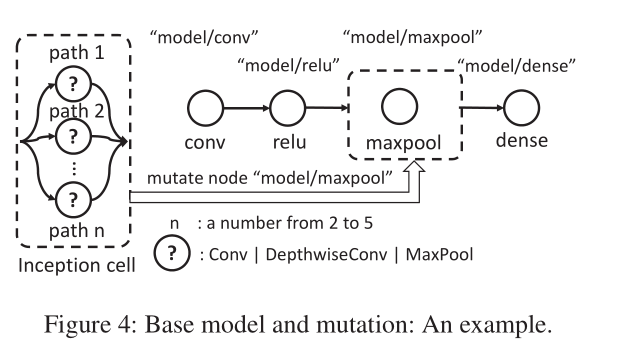 path 1
?
path 2
?
⋮
?
path n
Inception cell
“model/conv”
“model/maxpool”
“model/relu”
“model/dense”
conv
relu
maxpool
dense
mutate node “model/maxpool”
n : a number from 2 to 5
? : Conv | DepthwiseConv | MaxPool
Figure 4: Base model and mutation: An example.